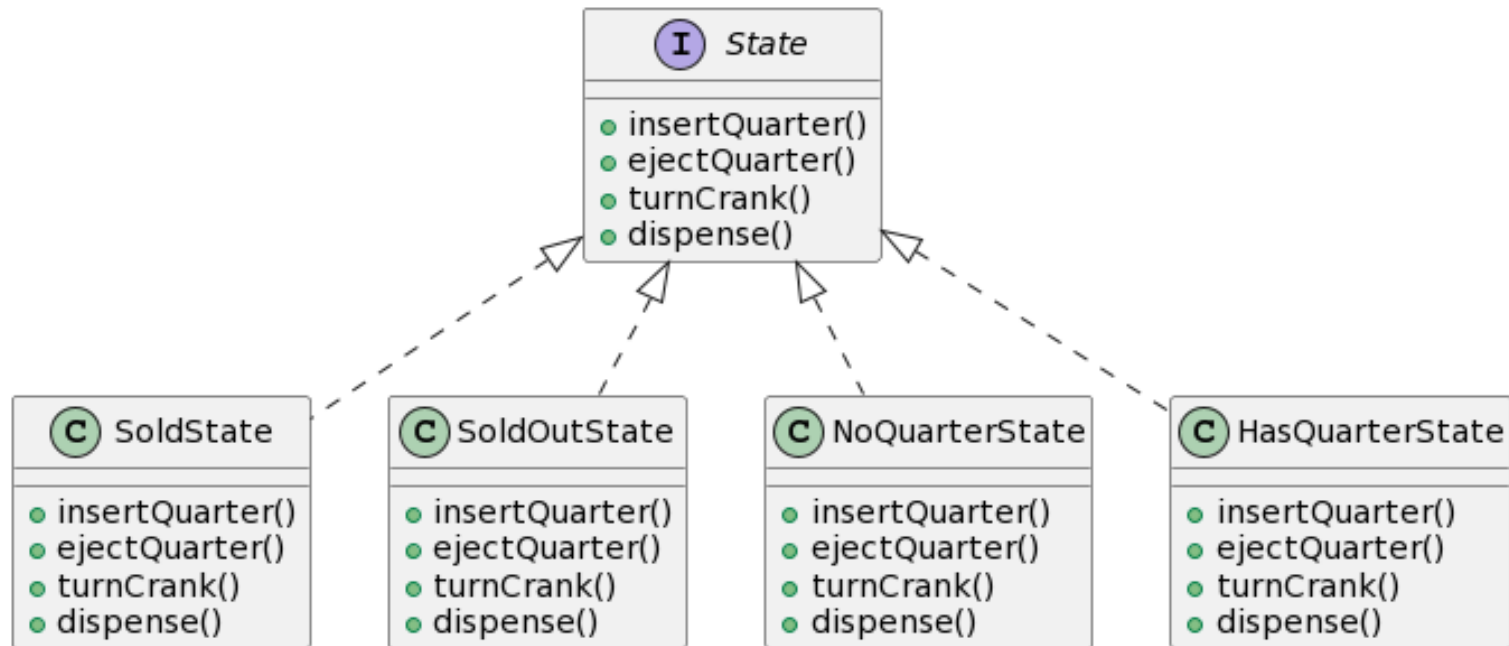 I State
insertQuarter()
ejectQuarter()
turnCrank()
dispense()
C SoldState
insertQuarter()
ejectQuarter()
turnCrank()
dispense()
C SoldOutState
insertQuarter()
ejectQuarter()
turnCrank()
dispense()
C NoQuarterState
insertQuarter()
ejectQuarter()
turnCrank()
dispense()
C HasQuarterState
insertQuarter()
ejectQuarter()
turnCrank()
dispense()